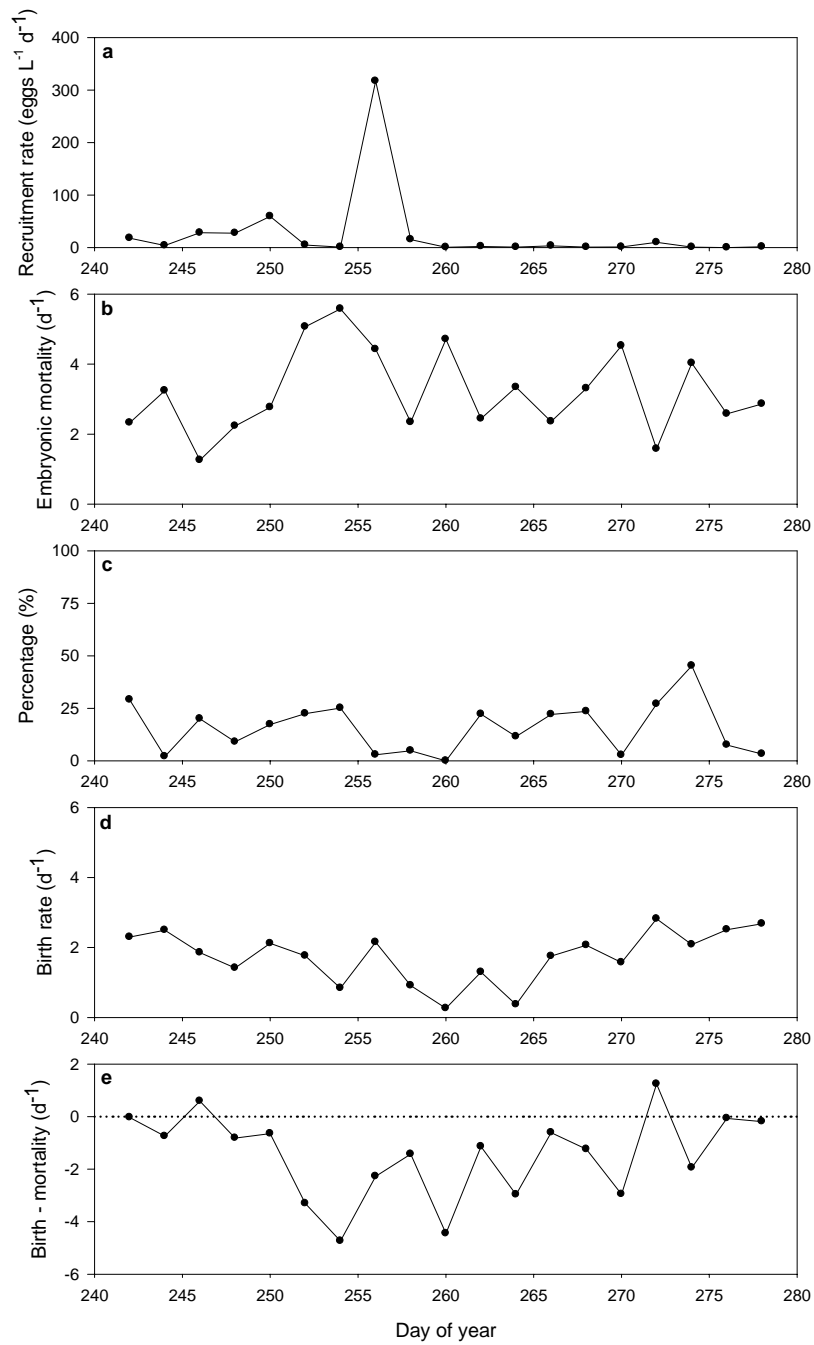 Recruitment rate (eggs L⁻¹ d⁻¹)
400
300
200
100
0
a
240 245 250 255 260 265 270 275 280
Embryonic mortality (d⁻¹)
6
4
2
0
b
240 245 250 255 260 265 270 275 280
Percentage (%)
100
75
50
25
0
c
240 245 250 255 260 265 270 275 280
Birth rate (d⁻¹)
6
4
2
0
d
240 245 250 255 260 265 270 275 280
Birth - mortality (d⁻¹)
2
0
-2
-4
-6
e
240 245 250 255 260 265 270 275 280
Day of year